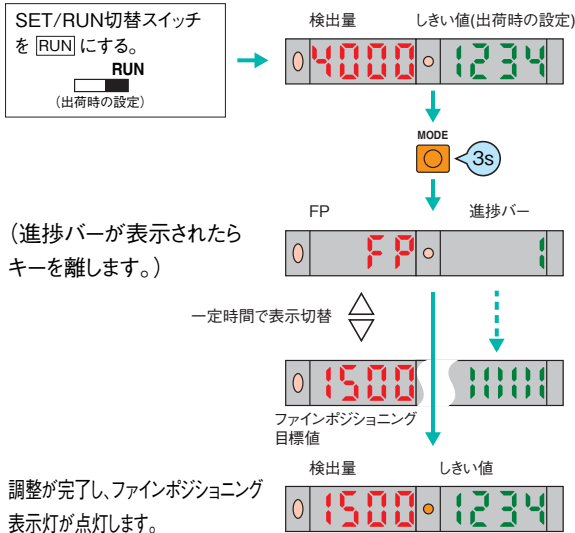 SET/RUN切替スイッチ
を RUN にする。
RUN
(出荷時の設定)
検出量 しきい値(出荷時の設定)
4000 1234
MODE
3s
(進捗バーが表示されたら
キーを離します。)
FP 進捗バー
FP 1
一定時間で表示切替
1500 111111
ファインポジショニング
目標値
調整が完了し、ファインポジショニング
表示灯が点灯します。
検出量 しきい値
1500 1234